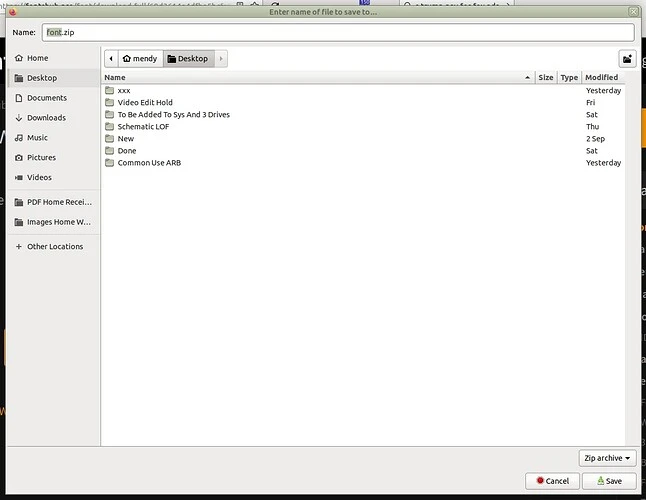 Enter name of file to save to…
Name: font.zip
Home
Desktop
Documents
Downloads
Music
Pictures
Videos
PDF Home Recei…
Images Home W…
Other Locations
mendy Desktop
Name Size Type Modified
xxx Yesterday
Video Edit Hold Fri
To Be Added To Sys And 3 Drives Sat
Schematic LOF Thu
New 2 Sep
Done Sat
Common Use ARB Yesterday
Zip archive
Cancel Save